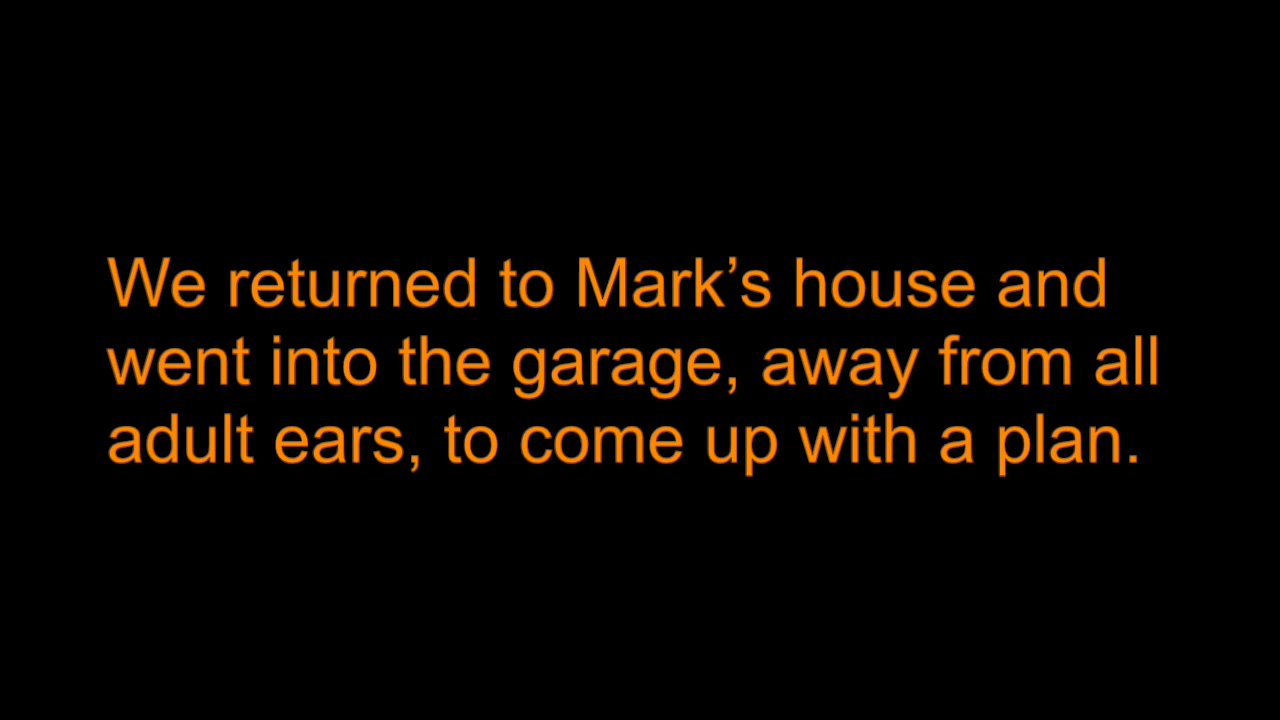 We returned to Mark’s house and
went into the garage, away from all
adult ears, to come up with a plan.